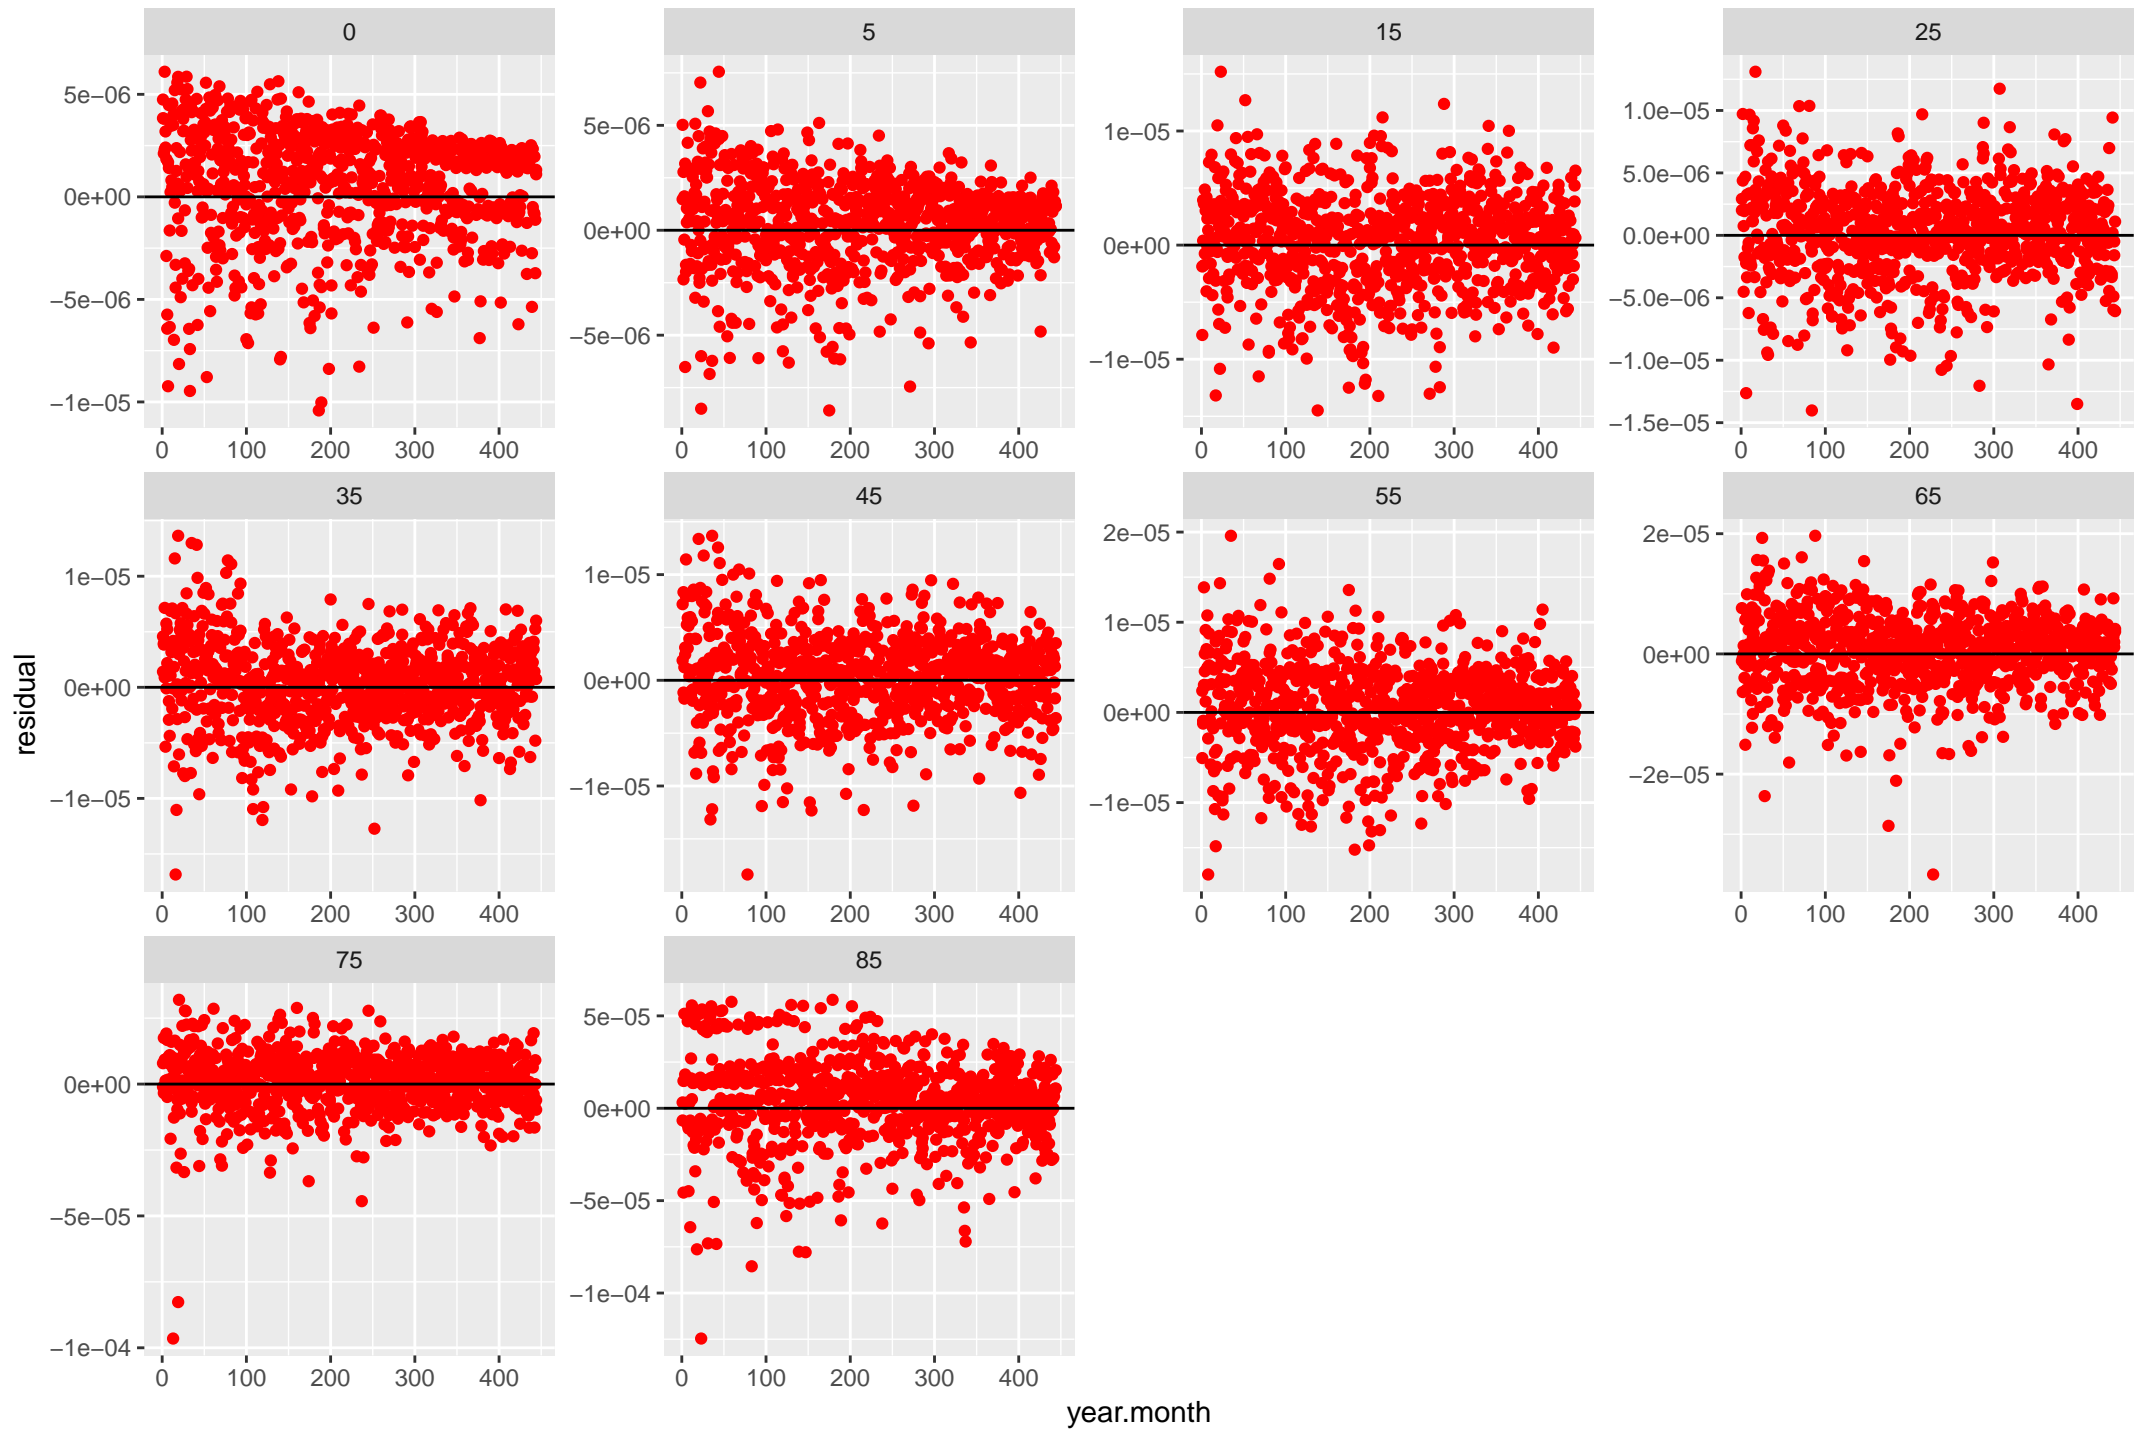 0 5 15 25
5e−06
0e+00
−5e−06
−1e−05
5e−06
0e+00
−5e−06
1e−05
0e+00
−1e−05
1.0e−05
5.0e−06
0.0e+00
−5.0e−06
−1.0e−05
−1.5e−05
0 100 200 300 400 0 100 200 300 400 0 100 200 300 400 0 100 200 300 400
35 45 55 65
1e−05
0e+00
−1e−05
1e−05
0e+00
−1e−05
2e−05
1e−05
0e+00
−1e−05
2e−05
0e+00
−2e−05
0 100 200 300 400 0 100 200 300 400 0 100 200 300 400 0 100 200 300 400
75 85
0e+00
−5e−05
−1e−04
5e−05
0e+00
−5e−05
−1e−04
0 100 200 300 400 0 100 200 300 400
residual
year.month